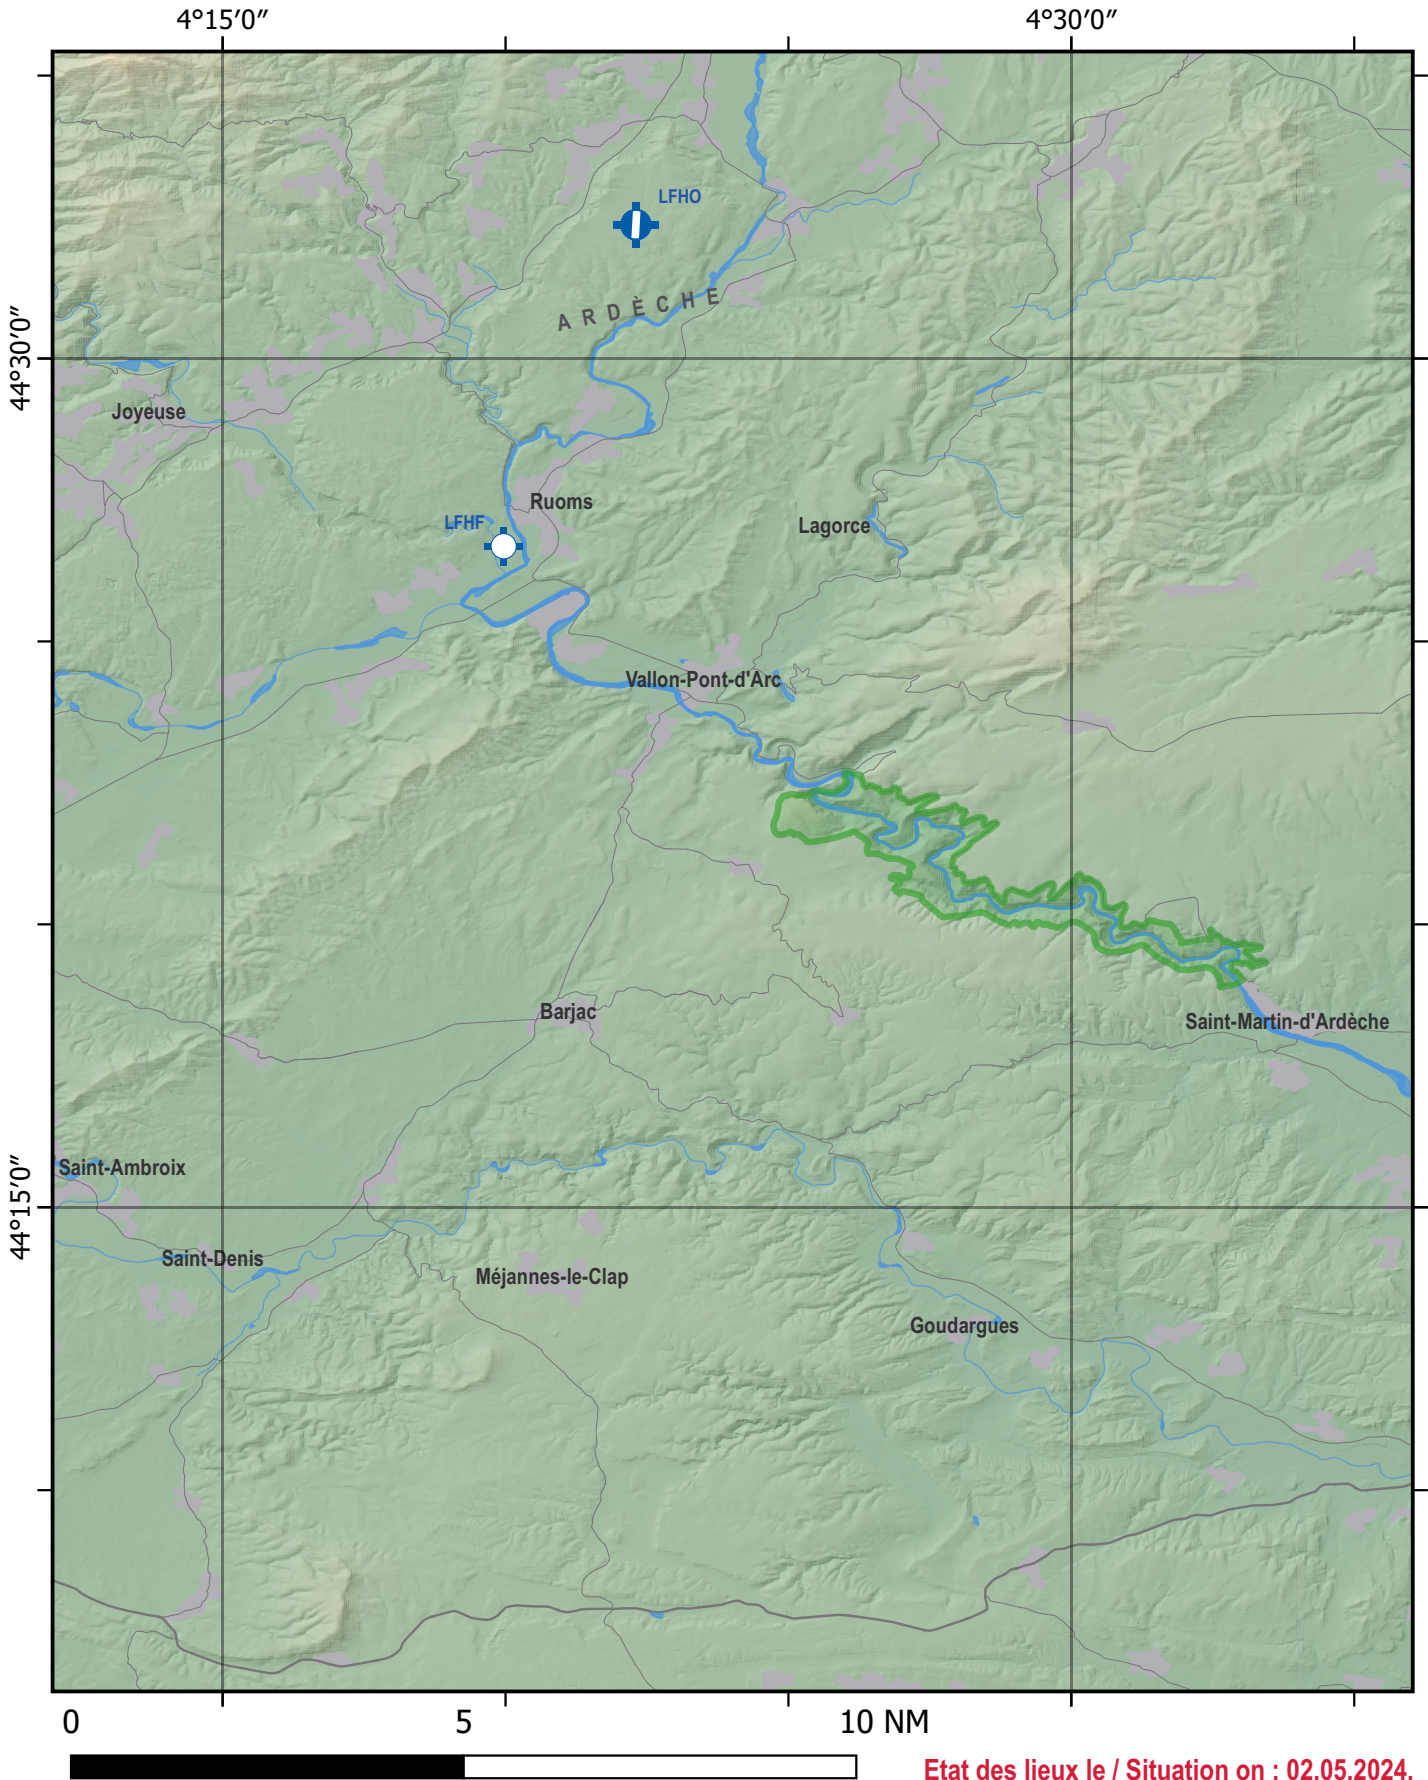 4°15′0″
4°30′0″
LFHO
ARDÈCHE
44°30′0″
Joyeuse
Ruoms
LFHF
Lagorce
Vallon-Pont-d'Arc
Barjac
Saint-Martin-d'Ardèche
Saint-Ambroix
44°15′0″
Saint-Denis
Méjannes-le-Clap
Goudargues
0
5
10 NM
Etat des lieux le / Situation on : 02.05.2024.